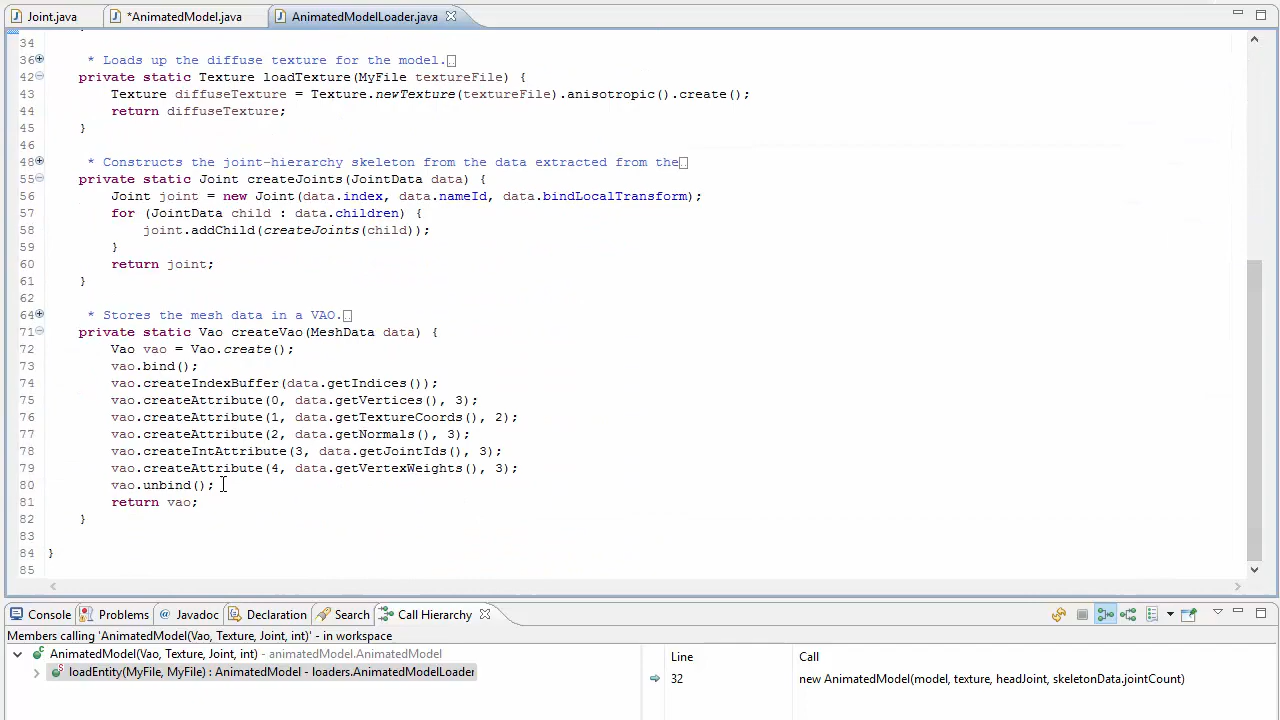 Joint.java *AnimatedModel.java AnimatedModelLoader.java
34
36 * Loads up the diffuse texture for the model.
42 private static Texture loadTexture(MyFile textureFile) {
43 Texture diffuseTexture = Texture.newTexture(textureFile).anisotropic().create();
44 return diffuseTexture;
45 }
46
48 * Constructs the joint-hierarchy skeleton from the data extracted from the
55 private static Joint createJoints(JointData data) {
56 Joint joint = new Joint(data.index, data.nameId, data.bindLocalTransform);
57 for (JointData child : data.children) {
58 joint.addChild(createJoints(child));
59 }
60 return joint;
61 }
62
64 * Stores the mesh data in a VAO.
71 private static Vao createVao(MeshData data) {
72 Vao vao = Vao.create();
73 vao.bind();
74 vao.createIndexBuffer(data.getIndices());
75 vao.createAttribute(0, data.getVertices(), 3);
76 vao.createAttribute(1, data.getTextureCoords(), 2);
77 vao.createAttribute(2, data.getNormals(), 3);
78 vao.createIntAttribute(3, data.getJointIds(), 3);
79 vao.createAttribute(4, data.getVertexWeights(), 3);
80 vao.unbind();
81 return vao;
82 }
83
84 }
85
Console Problems @ Javadoc Declaration Search Call Hierarchy
Members calling 'AnimatedModel(Vao, Texture, Joint, int)' - in workspace
AnimatedModel(Vao, Texture, Joint, int) - animatedModel.AnimatedModel
loadEntity(MyFile, MyFile) : AnimatedModel - loaders.AnimatedModelLoader
Line Call
32 new AnimatedModel(model, texture, headJoint, skeletonData.jointCount)